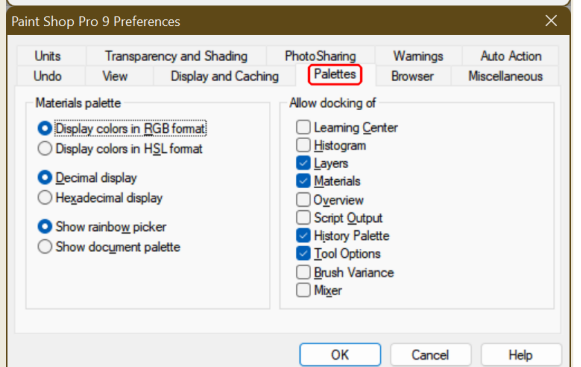 Paint Shop Pro 9 Preferences
Units Transparency and Shading PhotoSharing Warnings Auto Action
Undo View Display and Caching Palettes Browser Miscellaneous
Materials palette
Display colors in RGB format
Display colors in HSL format
Decimal display
Hexadecimal display
Show rainbow picker
Show document palette
Allow docking of
Learning Center
Histogram
Layers
Materials
Overview
Script Output
History Palette
Tool Options
Brush Variance
Mixer
OK Cancel Help